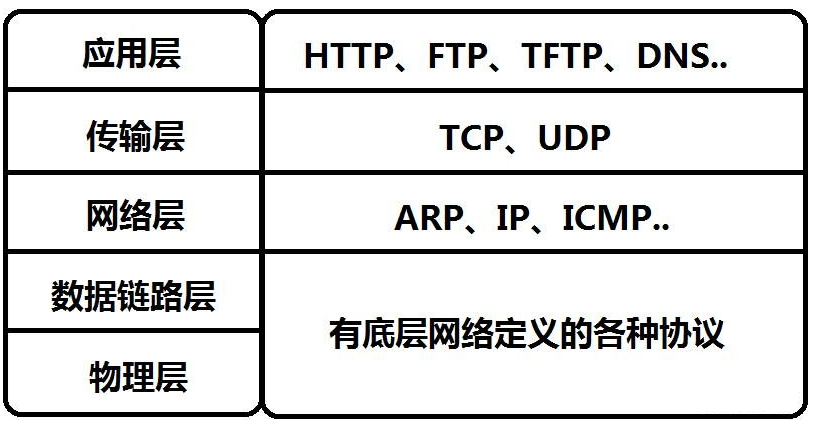 应用层
HTTP、FTP、TFTP、DNS..
传输层
TCP、UDP
网络层
ARP、IP、ICMP..
数据链路层
物理层
有底层网络定义的各种协议